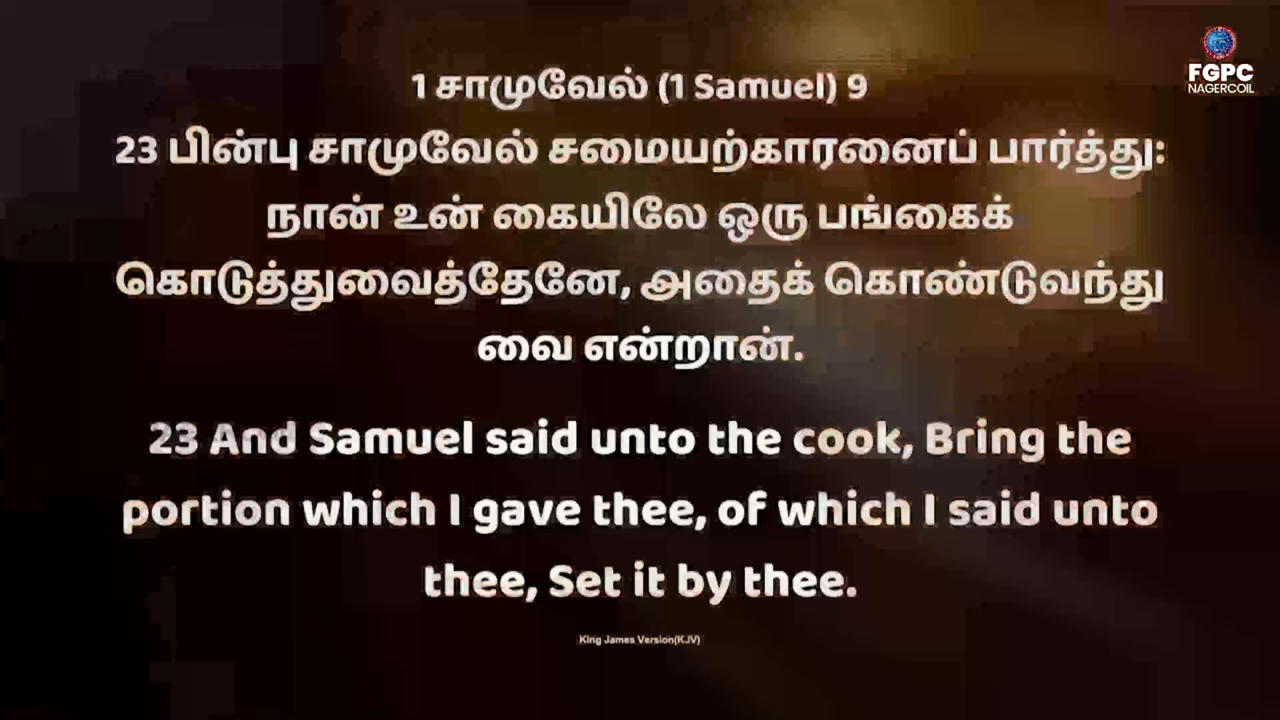 FGPC
NAGERCOIL
1 சாமுவேல் (1 Samuel) 9
23 பின்பு சாமுவேல் சமையற்காரனைப் பார்த்து:
நான் உன் கையிலே ஒரு பங்கைக்
கொடுத்துவைத்தேனே, அதைக் கொண்டுவந்து
வை என்றான்.
23 And Samuel said unto the cook, Bring the
portion which I gave thee, of which I said unto
thee, Set it by thee.
King James Version(KJV)